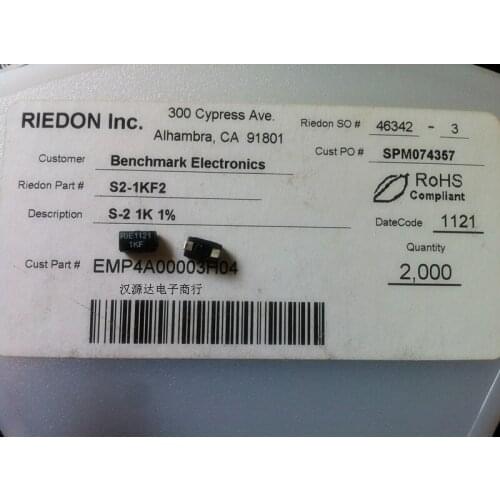 RIEDON Inc.
300 Cypress Ave.
Alhambra, CA 91801
Riedon SO # 46342 - 3
Customer Benchmark Electronics
Cust PO # SPM074357
Riedon Part # S2-1KF2
RoHS
Compliant
Description S-2 1K 1%
DateCode 1121
RIE1121
1KF
Quantity
2,000
Cust Part # EMP4A00003R04
汉源达电子商行